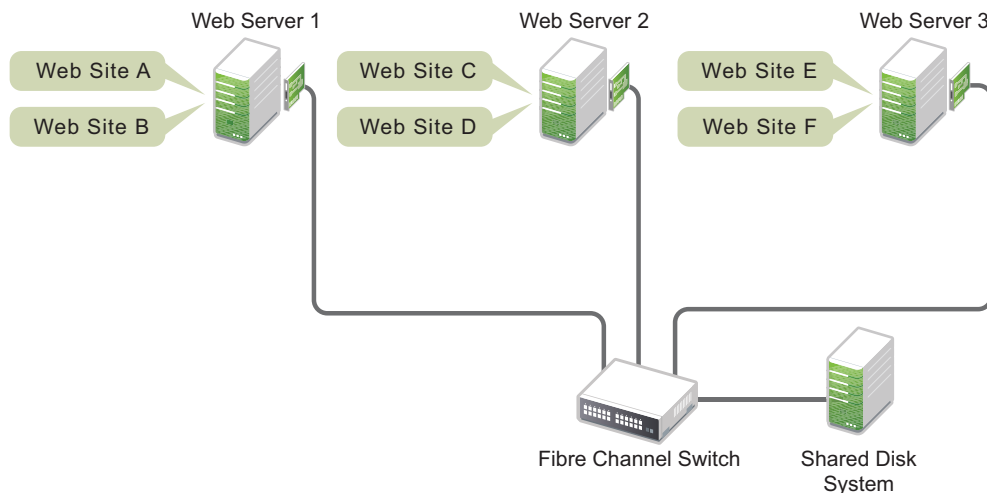 Web Server 1
Web Server 2
Web Server 3
Web Site A
Web Site C
Web Site E
Web Site B
Web Site D
Web Site F
Fibre Channel Switch
Shared Disk
System